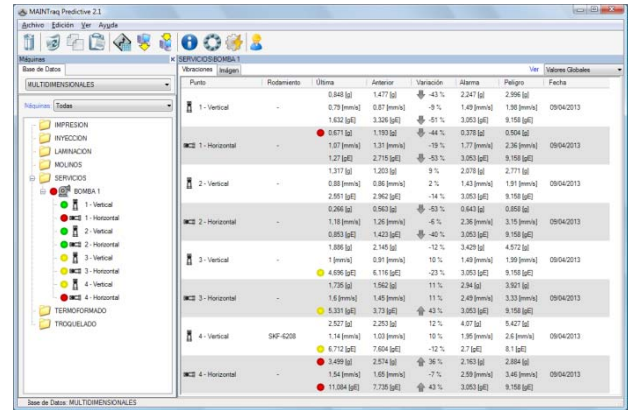 MAINTraq Predictive 2.1
Archivo Edición Ver Ayuda
Máquinas
Base de Datos
MULTIDIMENSIONALES
Máquinas: Todas
IMPRESION
INYECCION
LAMINACION
MOLINOS
SERVICIOS
BOMBA 1
1 - Vertical
1 - Horizontal
2 - Vertical
2 - Horizontal
3 - Vertical
3 - Horizontal
4 - Vertical
4 - Horizontal
TERMOFORMADO
TROQUELADO
SERVICIOS\BOMBA 1
Vibraciones Imágen
Ver Valores Globales
Punto Rodamiento Última Anterior Variación Alarma Peligro Fecha
0,848 [g] 1,477 [g] -43 % 2,247 [g] 2,996 [g]
1 - Vertical - 0,79 [mm/s] 0,87 [mm/s] -9 % 1,49 [mm/s] 1,98 [mm/s] 09/04/2013
1,632 [gE] 3,326 [gE] -51 % 3,053 [gE] 9,158 [gE]
0,671 [g] 1,193 [g] -44 % 0,378 [g] 0,504 [g]
1 - Horizontal - 1,07 [mm/s] 1,31 [mm/s] -19 % 1,77 [mm/s] 2,36 [mm/s] 09/04/2013
1,27 [gE] 2,715 [gE] -53 % 3,053 [gE] 9,158 [gE]
1,317 [g] 1,203 [g] 9 % 2,078 [g] 2,771 [g]
2 - Vertical - 0,88 [mm/s] 0,86 [mm/s] 2 % 1,43 [mm/s] 1,91 [mm/s] 09/04/2013
2,551 [gE] 2,962 [gE] -14 % 3,053 [gE] 9,158 [gE]
0,266 [g] 0,563 [g] -53 % 0,643 [g] 0,858 [g]
2 - Horizontal - 1,18 [mm/s] 1,26 [mm/s] -6 % 2,36 [mm/s] 3,15 [mm/s] 09/04/2013
0,853 [gE] 1,423 [gE] -40 % 3,053 [gE] 9,158 [gE]
1,886 [g] 2,145 [g] -12 % 3,429 [g] 4,572 [g]
3 - Vertical - 1 [mm/s] 0,91 [mm/s] 10 % 1,49 [mm/s] 1,99 [mm/s] 09/04/2013
4,696 [gE] 6,116 [gE] -23 % 3,053 [gE] 9,158 [gE]
1,735 [g] 1,562 [g] 11 % 2,94 [g] 3,921 [g]
3 - Horizontal - 1,6 [mm/s] 1,45 [mm/s] 11 % 2,49 [mm/s] 3,33 [mm/s] 09/04/2013
5,331 [gE] 3,73 [gE] 43 % 3,053 [gE] 9,158 [gE]
2,527 [g] 2,253 [g] 12 % 4,07 [g] 5,427 [g]
4 - Vertical SKF-6208 1,14 [mm/s] 1,03 [mm/s] 10 % 1,95 [mm/s] 2,6 [mm/s] 09/04/2013
6,712 [gE] 7,604 [gE] -12 % 2,7 [gE] 8,1 [gE]
3,499 [g] 2,574 [g] 36 % 2,163 [g] 2,884 [g]
4 - Horizontal - 1,54 [mm/s] 1,65 [mm/s] -7 % 2,59 [mm/s] 3,46 [mm/s] 09/04/2013
11,084 [gE] 7,735 [gE] 43 % 3,053 [gE] 9,158 [gE]
Base de Datos: MULTIDIMENSIONALES